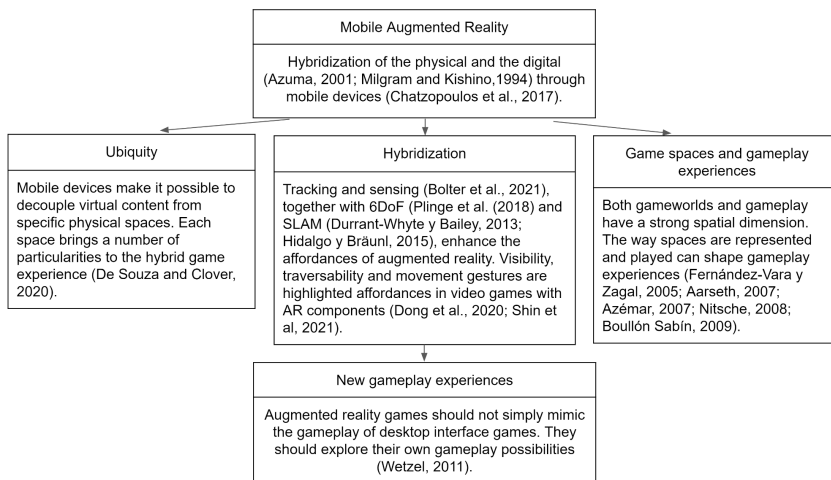 Mobile Augmented Reality
Hybridization of the physical and the digital
(Azuma, 2001; Milgram and Kishino,1994) through
mobile devices (Chatzopoulos et al., 2017).
Ubiquity
Mobile devices make it possible to
decouple virtual content from
specific physical spaces. Each
space brings a number of
particularities to the hybrid game
experience (De Souza and Clover,
2020).
Hybridization
Tracking and sensing (Bolter et al., 2021),
together with 6DoF (Plinge et al. (2018) and
SLAM (Durrant-Whyte y Bailey, 2013;
Hidalgo y Bräunl, 2015), enhance the
affordances of augmented reality. Visibility,
traversability and movement gestures are
highlighted affordances in video games with
AR components (Dong et al., 2020; Shin et
al, 2021).
Game spaces and gameplay
experiences
Both gameworlds and gameplay
have a strong spatial dimension.
The way spaces are represented
and played can shape gameplay
experiences (Fernández-Vara y
Zagal, 2005; Aarseth, 2007;
Azémar, 2007; Nitsche, 2008;
Boullón Sabín, 2009).
New gameplay experiences
Augmented reality games should not simply mimic
the gameplay of desktop interface games. They
should explore their own gameplay possibilities
(Wetzel, 2011).